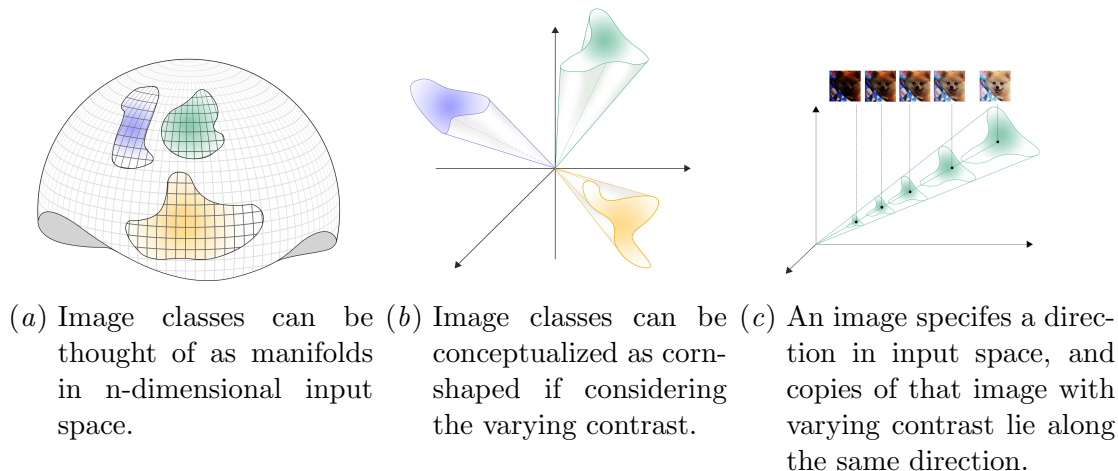 (a) Image classes can be
thought of as manifolds
in n-dimensional input
space.
(b) Image classes can be
conceptualized as corn-
shaped if considering
the varying contrast.
(c) An image specifes a direc-
tion in input space, and
copies of that image with
varying contrast lie along
the same direction.